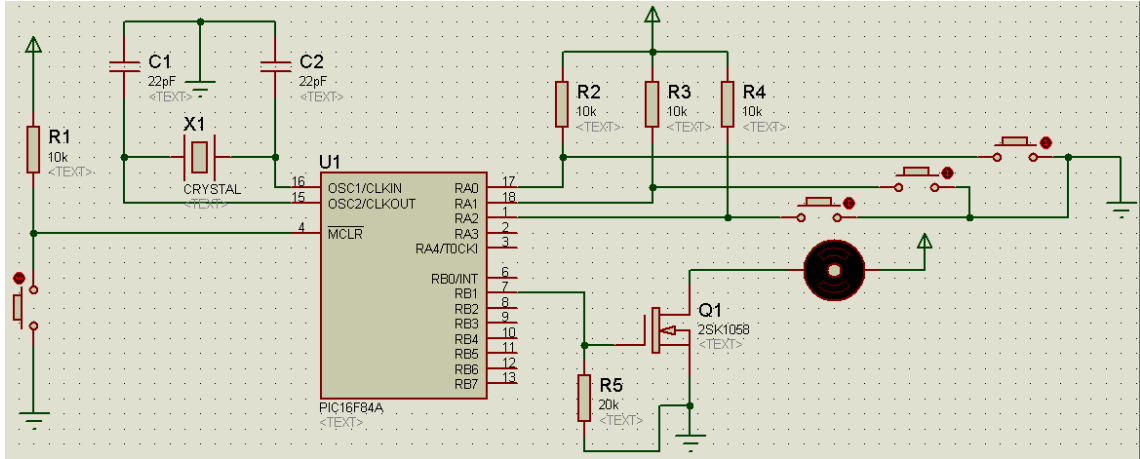 C1
22pF
<TEXT>
C2
22pF
<TEXT>
R1
10k
<TEXT>
X1
CRYSTAL
<TEXT>
R2
10k
<TEXT>
R3
10k
<TEXT>
R4
10k
<TEXT>
U1
16 OSC1/CLKIN RA0 17
15 OSC2/CLKOUT RA1 18
RA2 1
4 MCLR RA3 2
RA4/T0CKI 3
RB0/INT 6
RB1 7
RB2 8
RB3 9
RB4 10
RB5 11
RB6 12
RB7 13
PIC16F84A
<TEXT>
Q1
2SK1058
<TEXT>
R5
20k
<TEXT>